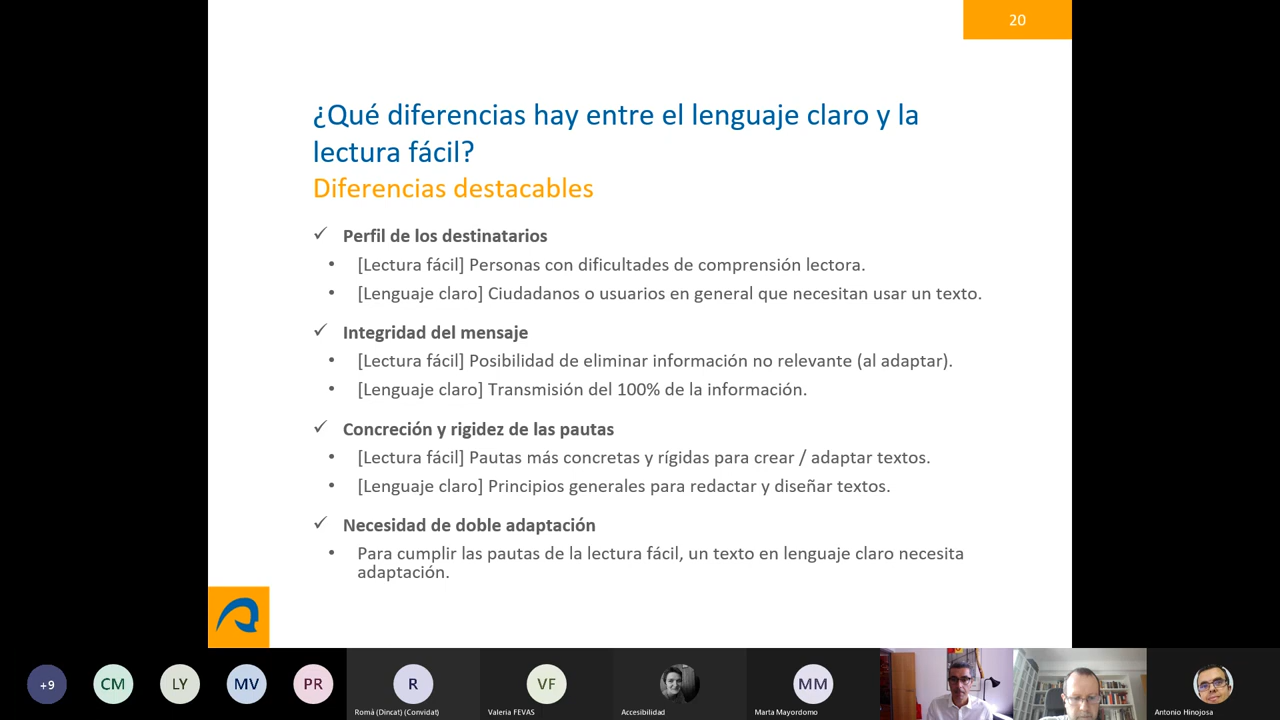 20
¿Qué diferencias hay entre el lenguaje claro y la
lectura fácil?
Diferencias destacables
✓ Perfil de los destinatarios
• [Lectura fácil] Personas con dificultades de comprensión lectora.
• [Lenguaje claro] Ciudadanos o usuarios en general que necesitan usar un texto.
✓ Integridad del mensaje
• [Lectura fácil] Posibilidad de eliminar información no relevante (al adaptar).
• [Lenguaje claro] Transmisión del 100% de la información.
✓ Concreción y rigidez de las pautas
• [Lectura fácil] Pautas más concretas y rígidas para crear / adaptar textos.
• [Lenguaje claro] Principios generales para redactar y diseñar textos.
✓ Necesidad de doble adaptación
• Para cumplir las pautas de la lectura fácil, un texto en lenguaje claro necesita
adaptación.
+9 CM LY MV PR R VF MM
Romá (Dincat) (Convidat) Valeria FEVAS Accesibilidad Marta Mayordomo Antonio Hinojosa